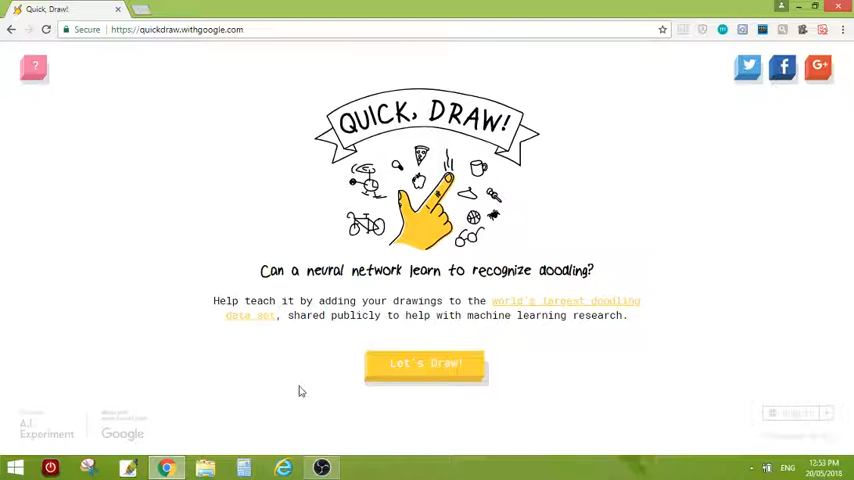 Quick, Draw!
Secure
https://quickdraw.withgoogle.com
?
G+
QUICK, DRAW!
Can a neural network learn to recognize doodling?
Help teach it by adding your drawings to the world's largest doodling
data set, shared publicly to help with machine learning research.
Let's Draw!
A.I.
Experiment
Google
ENG
12:53 PM
20/05/2018